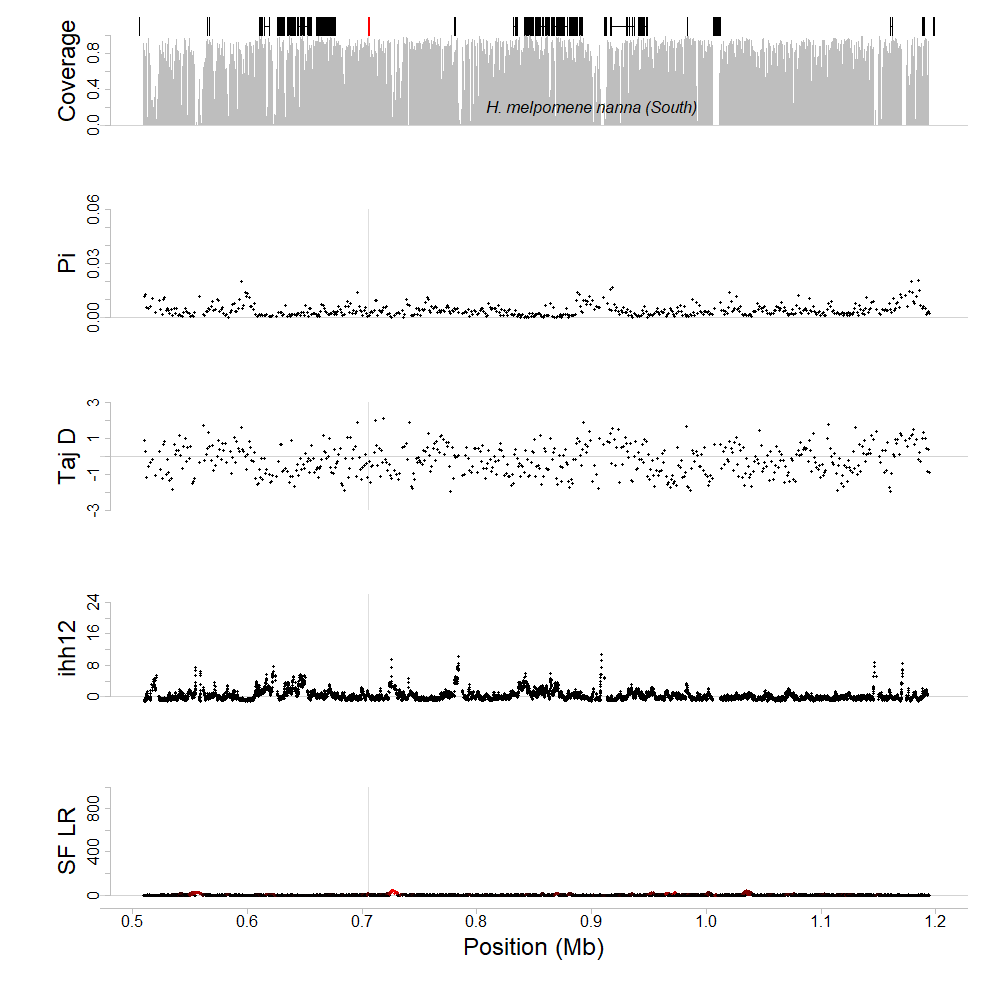 Coverage
0.0 0.4 0.8
H. melpomene nanna (South)
Pi
0.00 0.03 0.06
Taj D
-3 -1 1 3
ihh12
0 8 16 24
SF LR
0 400 800
0.5 0.6 0.7 0.8 0.9 1.0 1.1 1.2
Position (Mb)